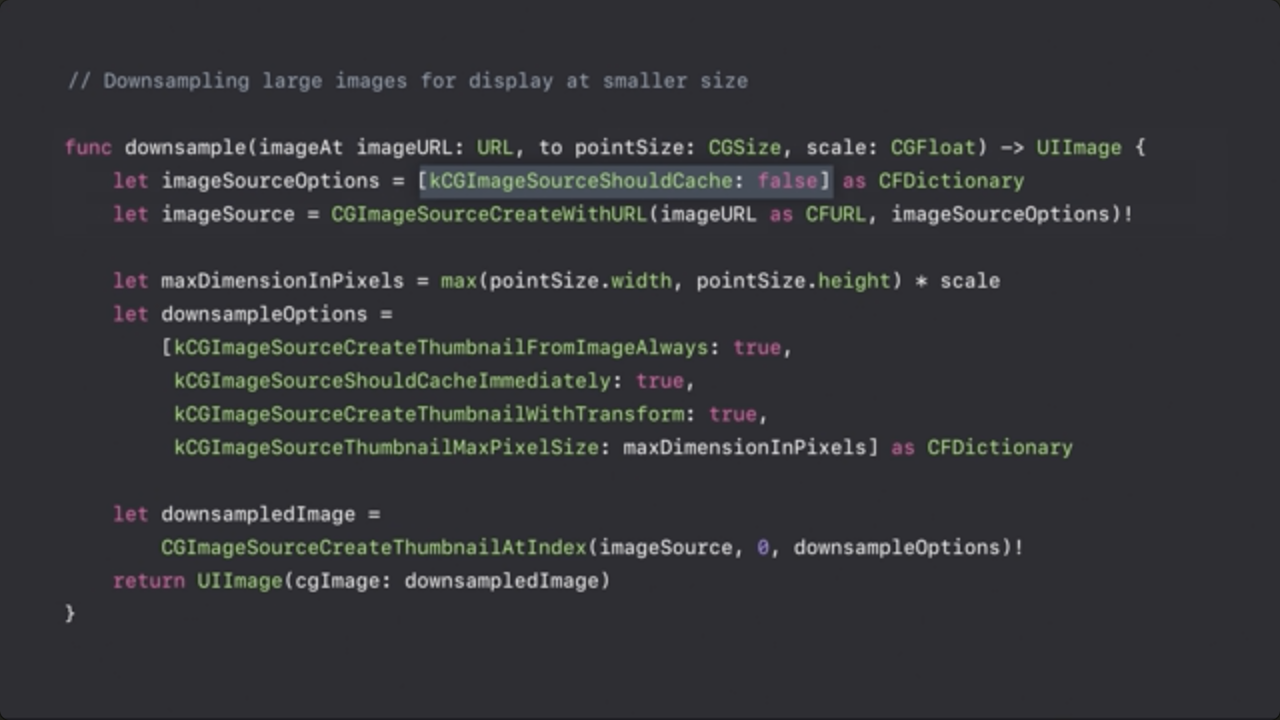 // Downsampling large images for display at smaller size
func downsample(imageAt imageURL: URL, to pointSize: CGSize, scale: CGFloat) -> UIImage {
let imageSourceOptions = [kCGImageSourceShouldCache: false] as CFDictionary
let imageSource = CGImageSourceCreateWithURL(imageURL as CFURL, imageSourceOptions)!
let maxDimensionInPixels = max(pointSize.width, pointSize.height) * scale
let downsampleOptions =
[kCGImageSourceCreateThumbnailFromImageAlways: true,
kCGImageSourceShouldCacheImmediately: true,
kCGImageSourceCreateThumbnailWithTransform: true,
kCGImageSourceThumbnailMaxPixelSize: maxDimensionInPixels] as CFDictionary
let downsampledImage =
CGImageSourceCreateThumbnailAtIndex(imageSource, 0, downsampleOptions)!
return UIImage(cgImage: downsampledImage)
}